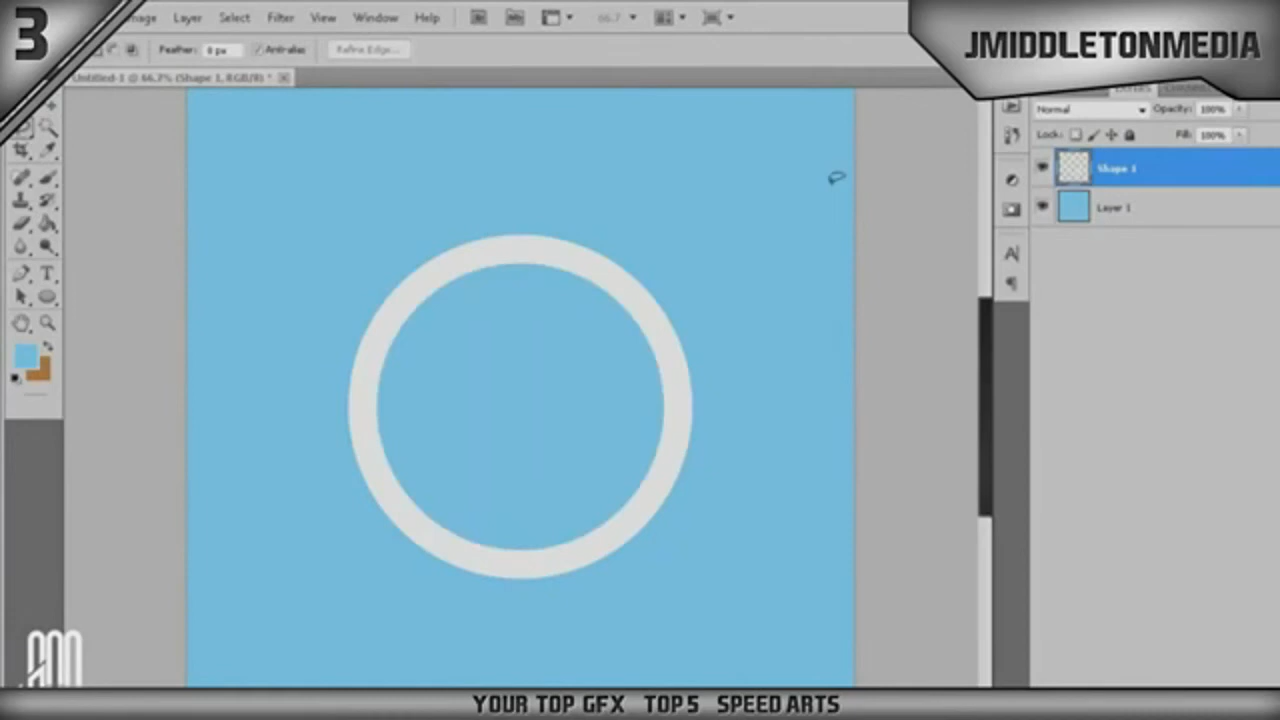 3
JMIDDLETONMEDIA
Image Layer Select Filter View Window Help 66.7
Feather: 0 px Anti-alias Refine Edge...
Untitled-1 @ 66.7% (Shape 1, RGB/8) *
Normal Opacity: 100%
Lock: Fill: 100%
Shape 1
Layer 1
YOUR TOP GFX TOP 5 SPEED ARTS